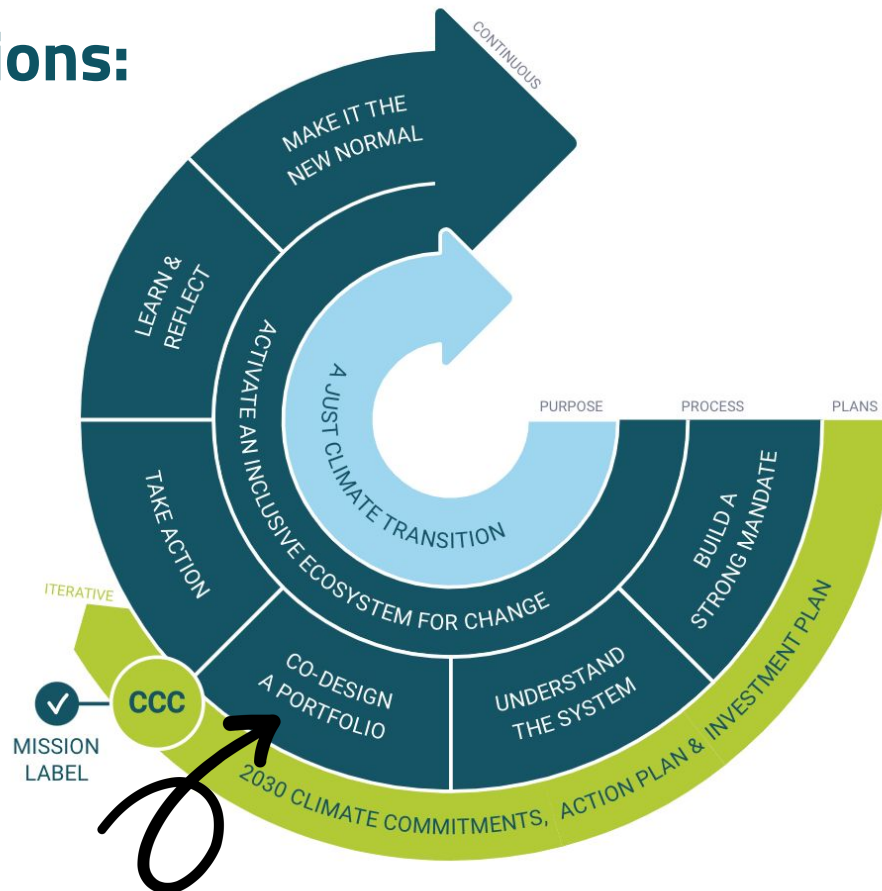 ions:
CONTINUOUS
MAKE IT THE
NEW NORMAL
LEARN &
REFLECT
ACTIVATE AN INCLUSIVE ECOSYSTEM FOR CHANGE
A JUST CLIMATE TRANSITION
PURPOSE
PROCESS
PLANS
TAKE ACTION
BUILD A
STRONG MANDATE
ITERATIVE
CO-DESIGN
A PORTFOLIO
UNDERSTAND
THE SYSTEM
CCC
MISSION
LABEL
2030 CLIMATE COMMITMENTS, ACTION PLAN & INVESTMENT PLAN